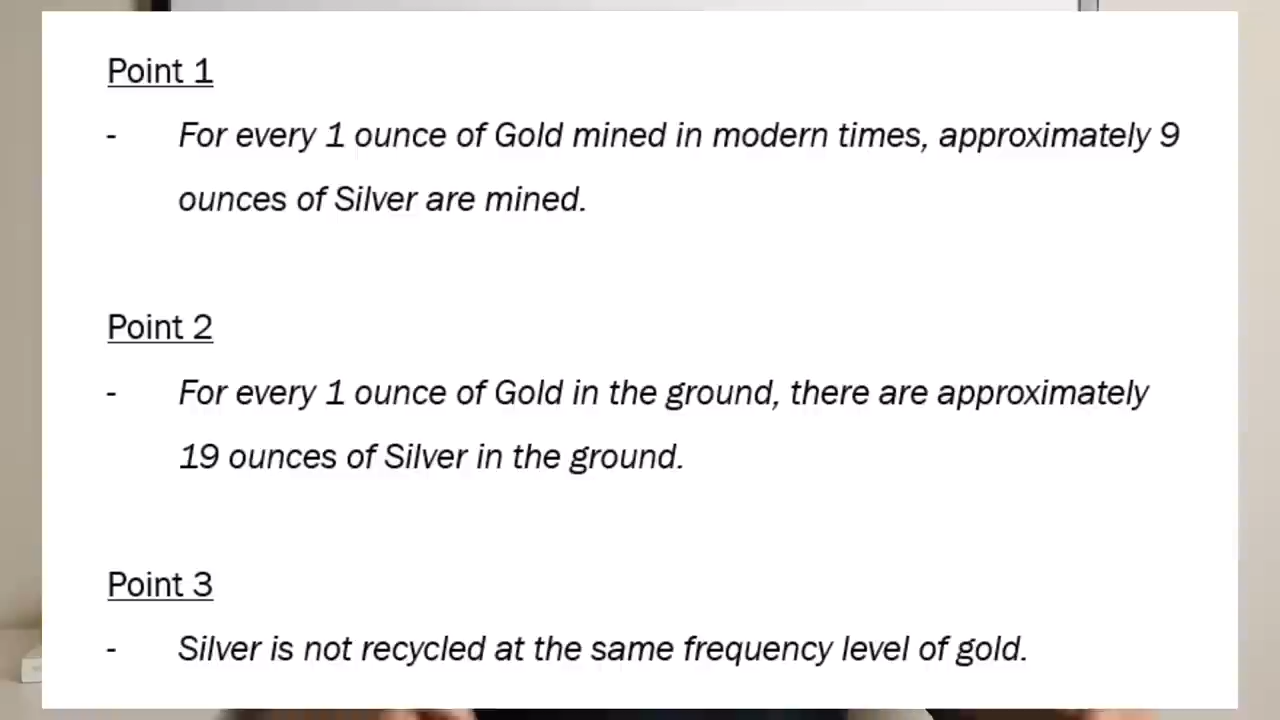 Point 1
- For every 1 ounce of Gold mined in modern times, approximately 9
ounces of Silver are mined.
Point 2
- For every 1 ounce of Gold in the ground, there are approximately
19 ounces of Silver in the ground.
Point 3
- Silver is not recycled at the same frequency level of gold.